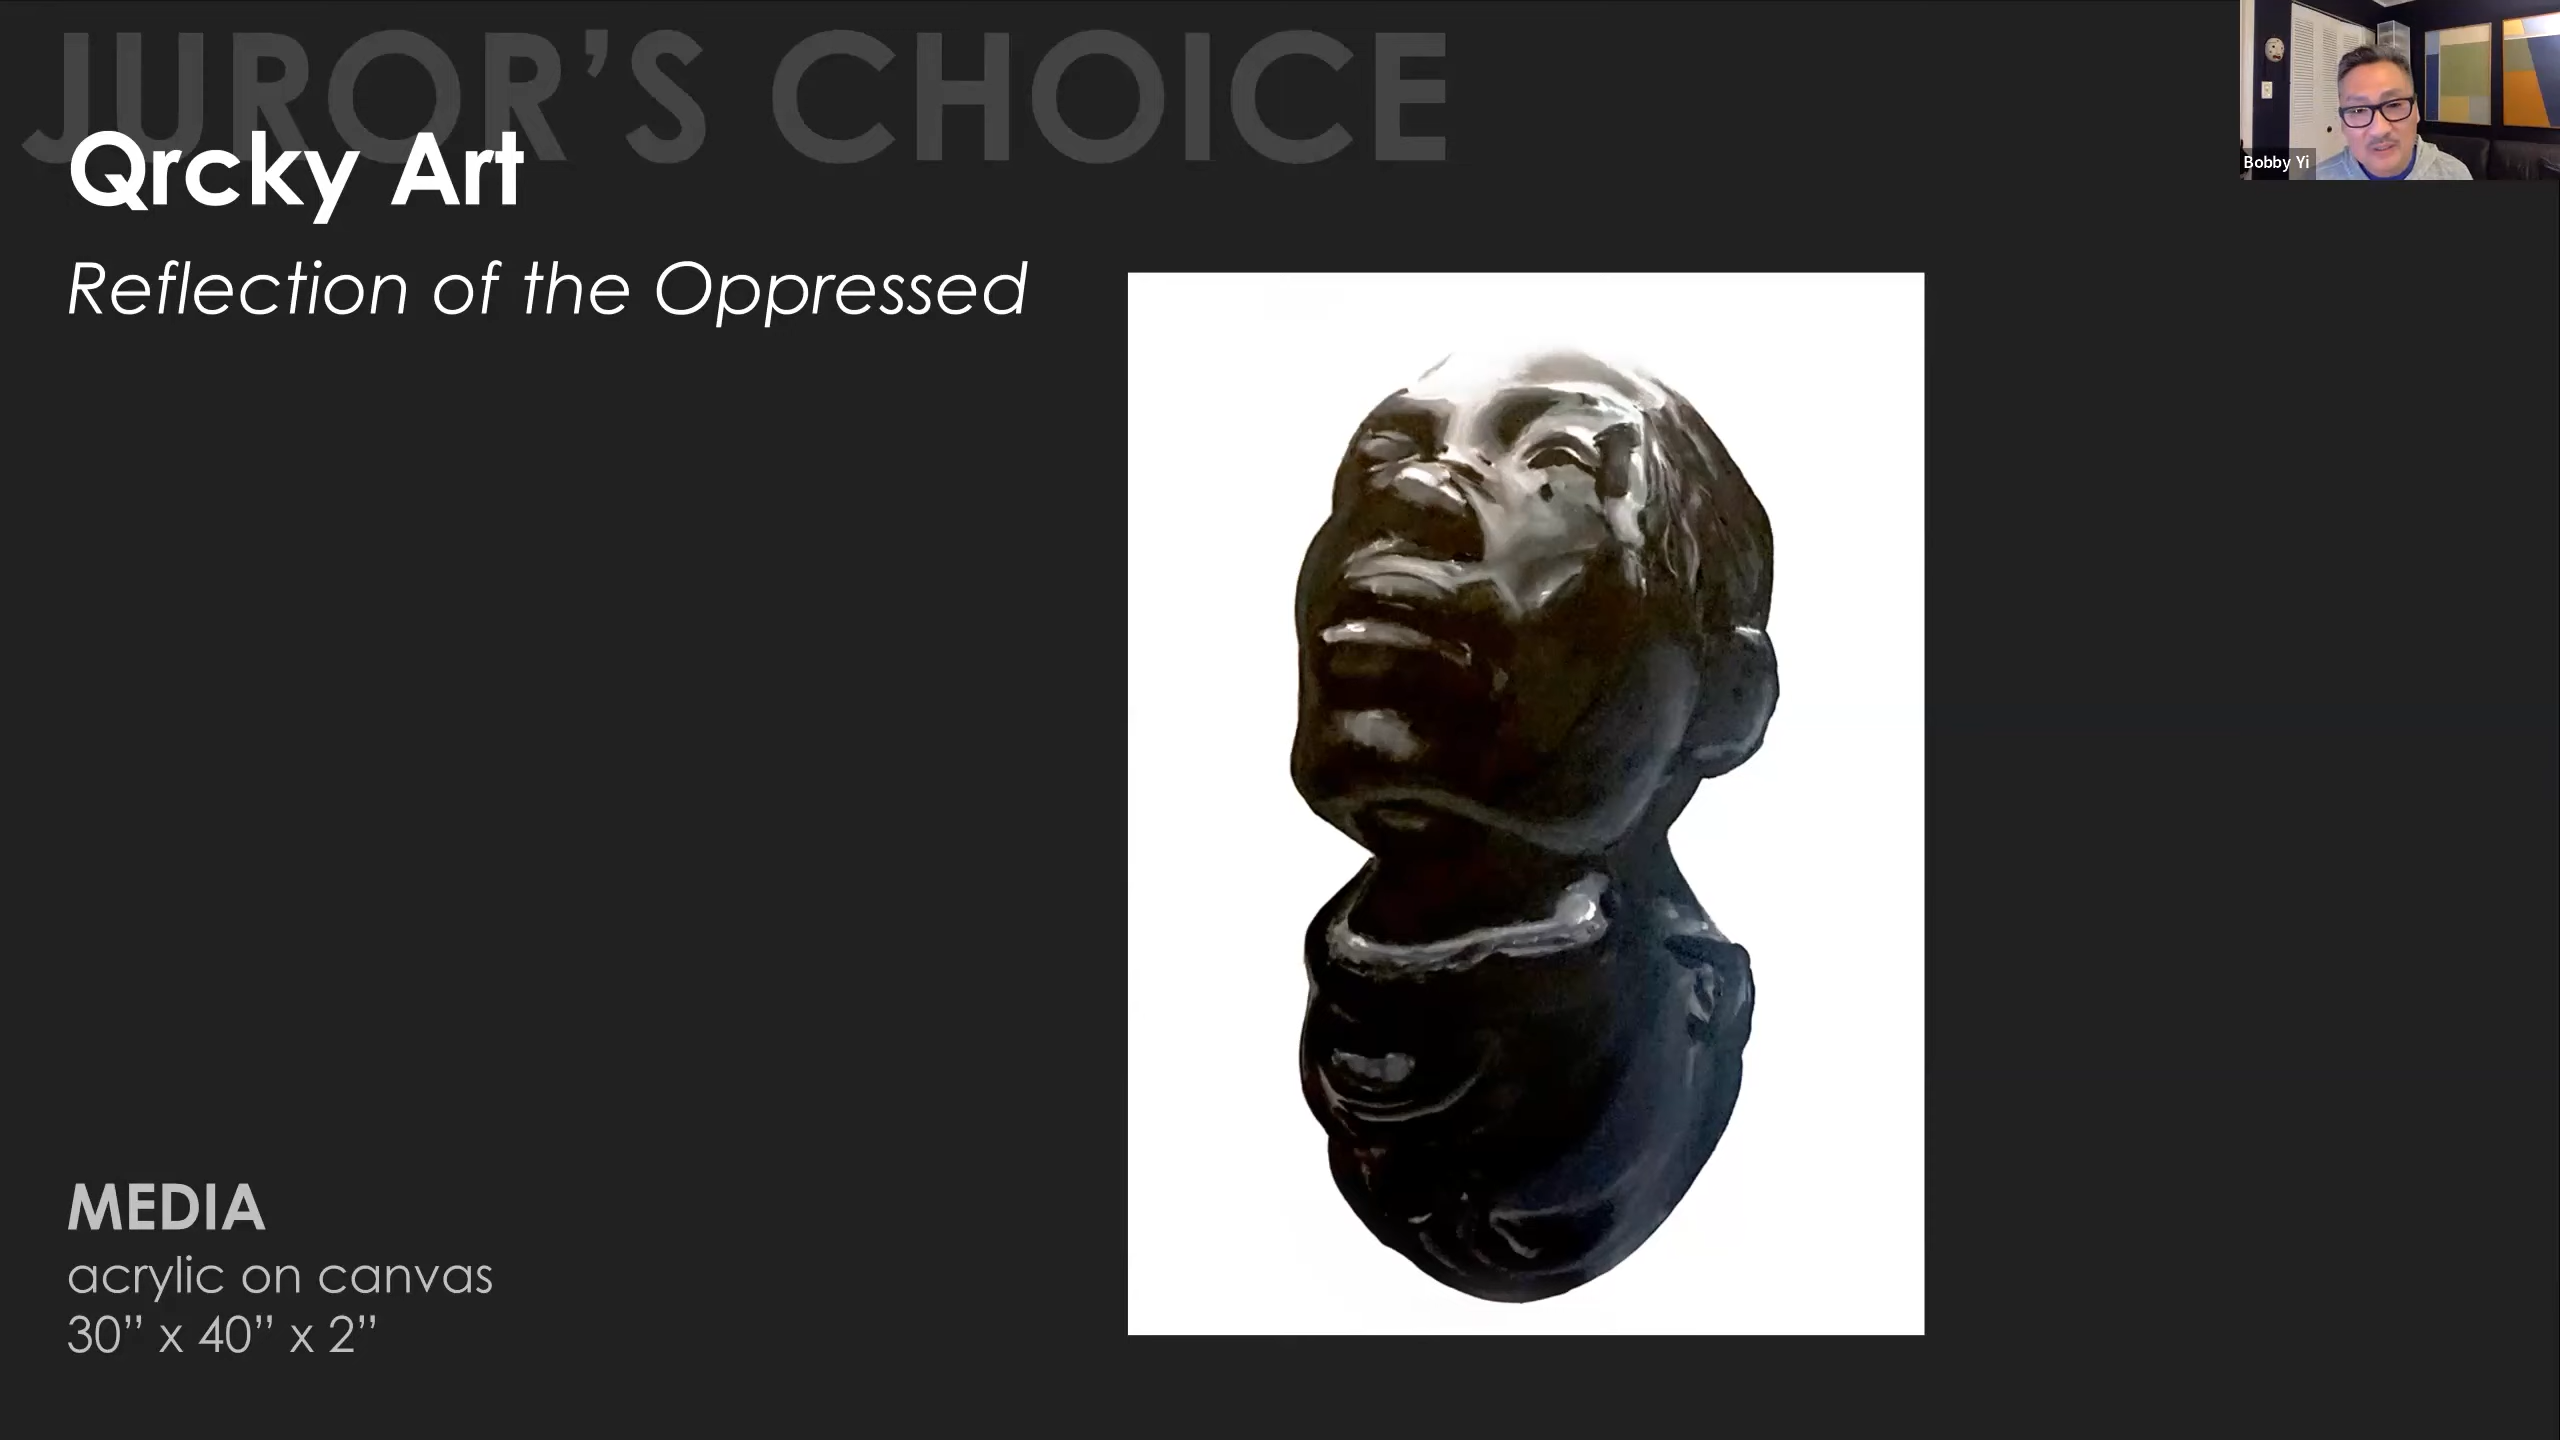 JUROR’S CHOICE
Qrcky Art
Reflection of the Oppressed
Bobby Yi
MEDIA
acrylic on canvas
30” x 40” x 2”